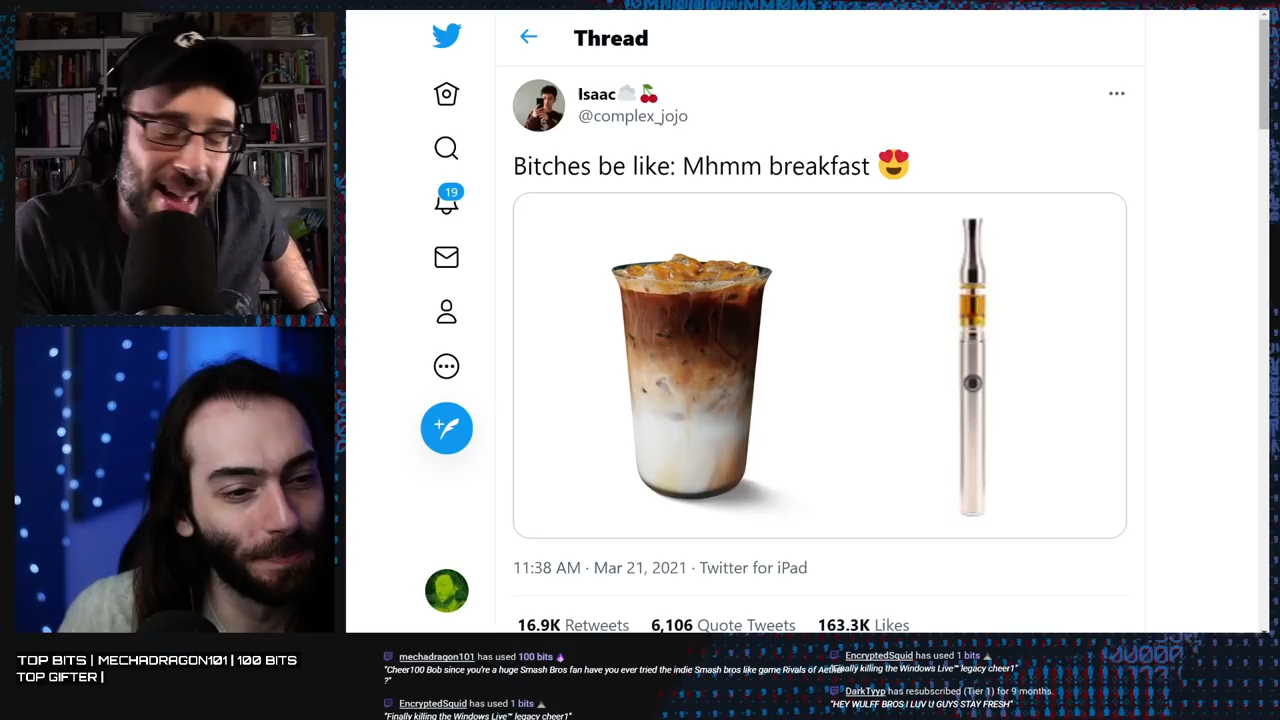 Thread
Isaac☁️🍒
@complex_jojo
Bitches be like: Mhmm breakfast 😍
19
11:38 AM · Mar 21, 2021 · Twitter for iPad
16.9K Retweets 6,106 Quote Tweets 163.3K Likes
TOP BITS | MECHADRAGON101 | 100 BITS
TOP GIFTER |
mechadragon101 has used 100 bits
"Cheer100 Bob since you're a huge Smash Bros fan have you ever tried the indie Smash bros like game Rivals of
?"
EncryptedSquid has used 1 bits
"Finally killing the Windows Live™ legacy cheer1"
EncryptedSquid has used 1 bits
"Finally killing the Windows Live™ legacy cheer1"
DarkTyyp has resubscribed (Tier 1) for 9 months.
"HEY WULFF BROS I LUV U GUYS STAY FRESH"